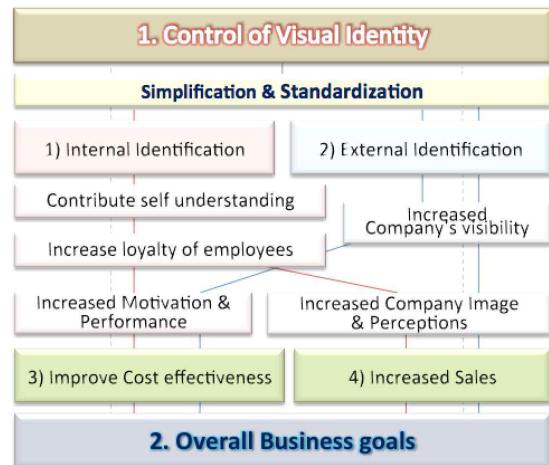 1. Control of Visual Identity
Simplification & Standardization
1) Internal Identification
2) External Identification
Contribute self understanding
Increased
Company's visibility
Increase loyalty of employees
Increased Motivation &
Performance
Increased Company Image
& Perceptions
3) Improve Cost effectiveness
4) Increased Sales
2. Overall Business goals